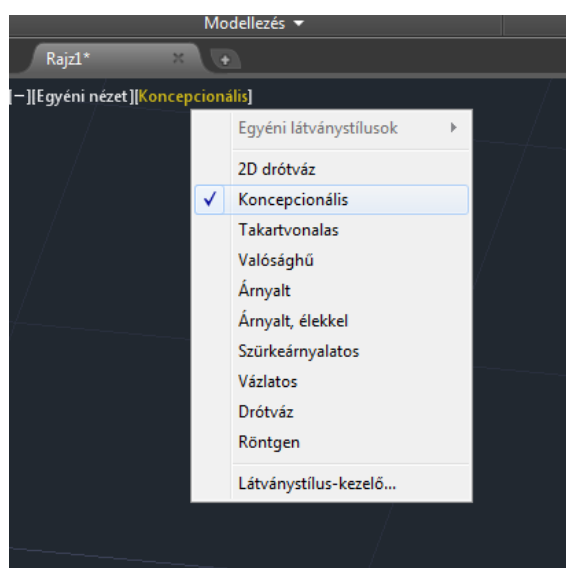 Modellezés
Rajz1*
[−][Egyéni nézet][Koncepcionális]
Egyéni látványstílusok
2D drótváz
Koncepcionális
Takartvonalas
Valósághű
Árnyalt
Árnyalt, élekkel
Szürkeárnyalatos
Vázlatos
Drótváz
Röntgen
Látványstílus-kezelő...